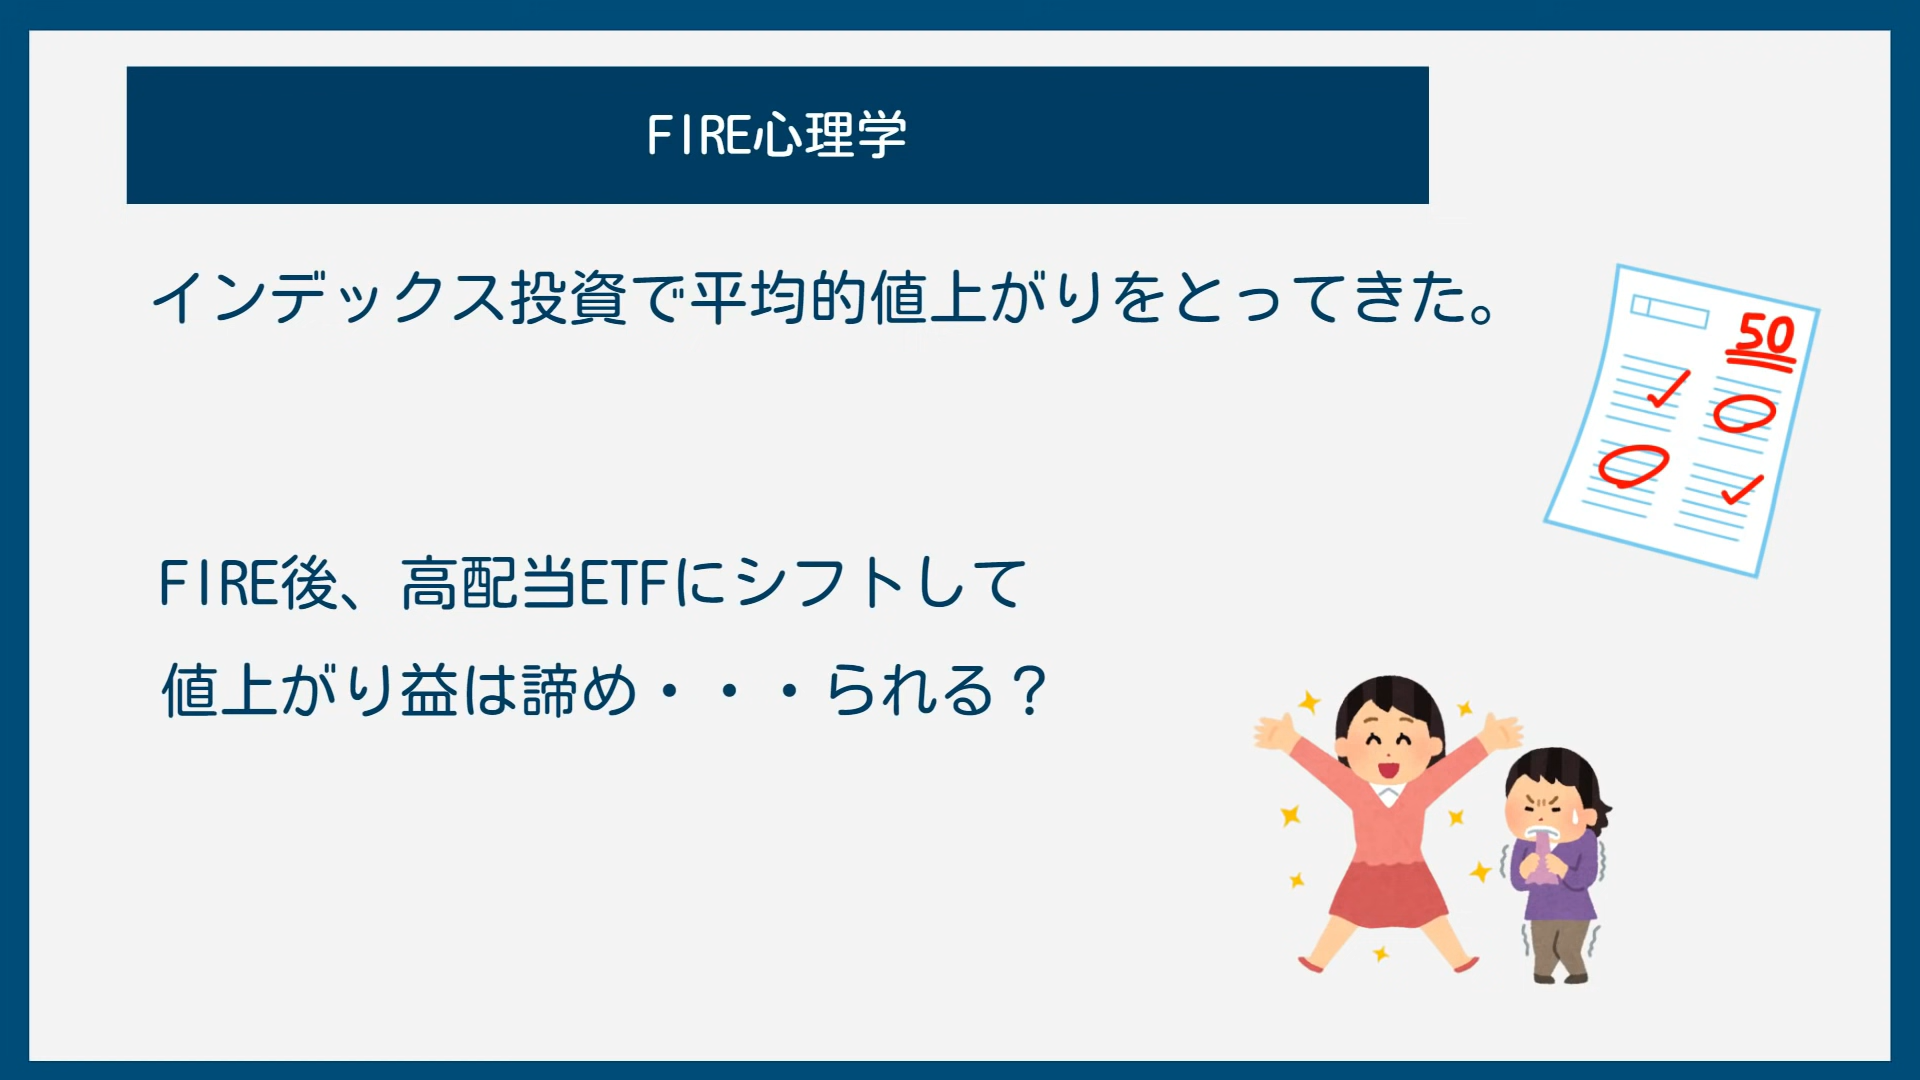 FIRE心理学
インデックス投資で平均的値上がりをとってきた。
50
FIRE後、高配当ETFにシフトして
値上がり益は諦め・・・られる？